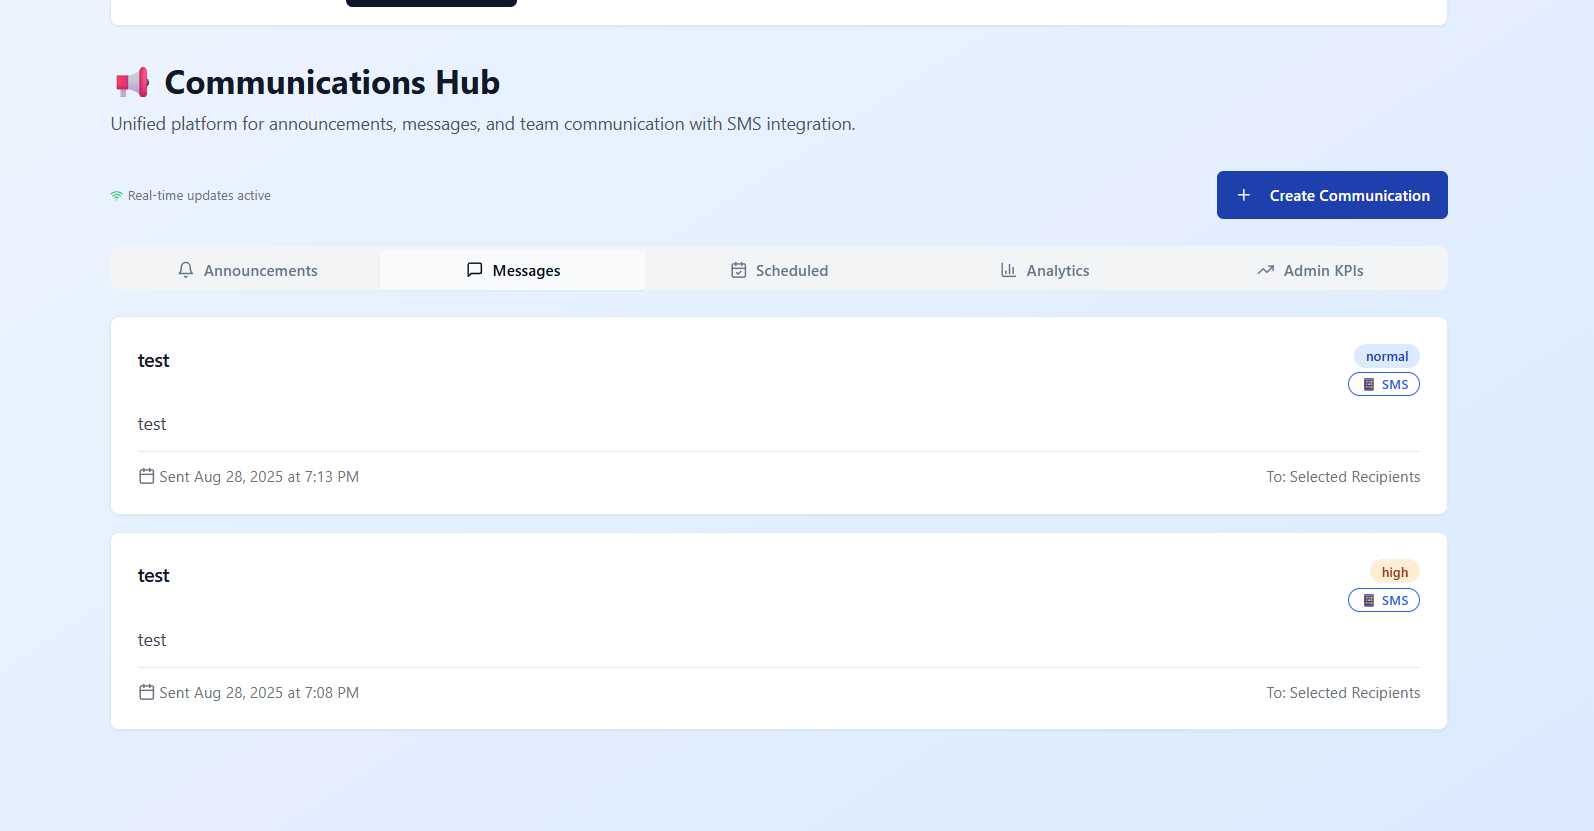 Communications Hub
Unified platform for announcements, messages, and team communication with SMS integration.
Real-time updates active
Create Communication
Announcements
Messages
Scheduled
Analytics
Admin KPIs
test
normal
SMS
test
Sent Aug 28, 2025 at 7:13 PM
To: Selected Recipients
test
high
SMS
test
Sent Aug 28, 2025 at 7:08 PM
To: Selected Recipients